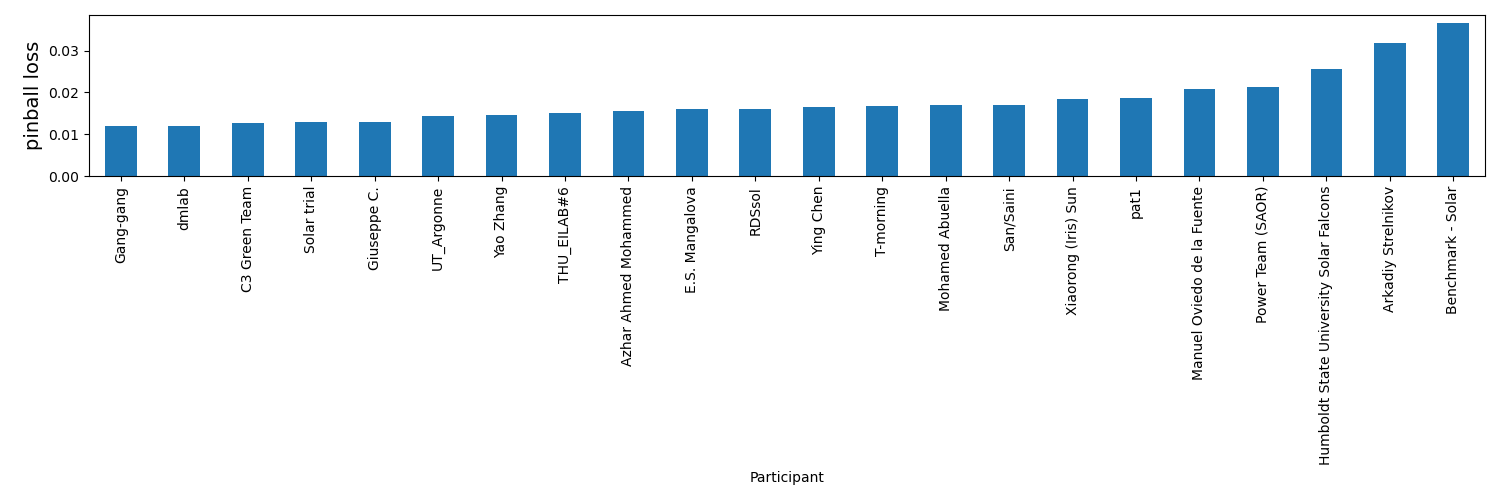 pinball loss
0.03
0.02
0.01
0.00
Gang-gang
dmlab
C3 Green Team
Solar trial
Giuseppe C.
UT_Argonne
Yao Zhang
THU_EILAB#6
Azhar Ahmed Mohammed
E.S. Mangalova
RDSsol
Ying Chen
T-morning
Mohamed Abuella
San/Saini
Xiaorong (Iris) Sun
pat1
Manuel Oviedo de la Fuente
Power Team (SAOR)
Humboldt State University Solar Falcons
Arkadiy Strelnikov
Benchmark - Solar
Participant